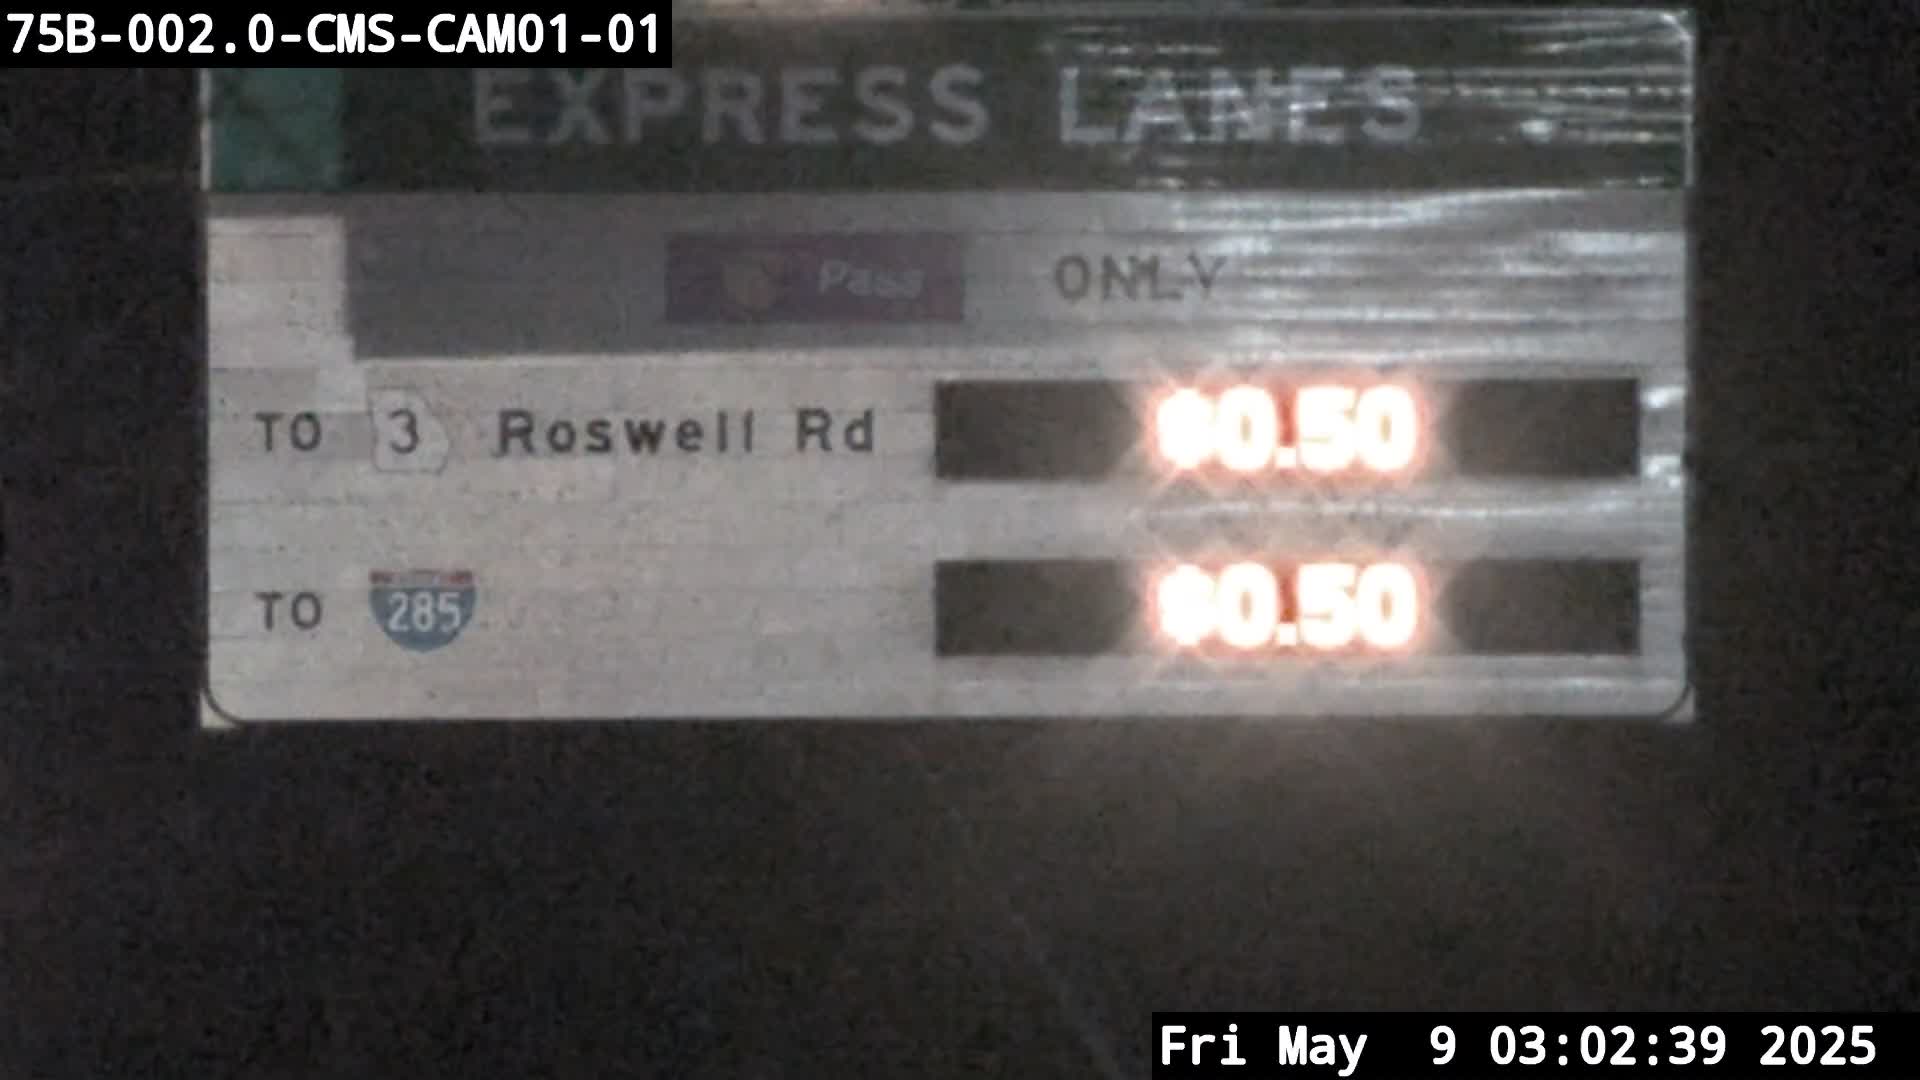 75B-002.0-CMS-CAM01-01
EXPRESS LANES
Pass ONLY
TO 3 Roswell Rd $0.50
TO 285 $0.50
Fri May 9 03:02:39 2025